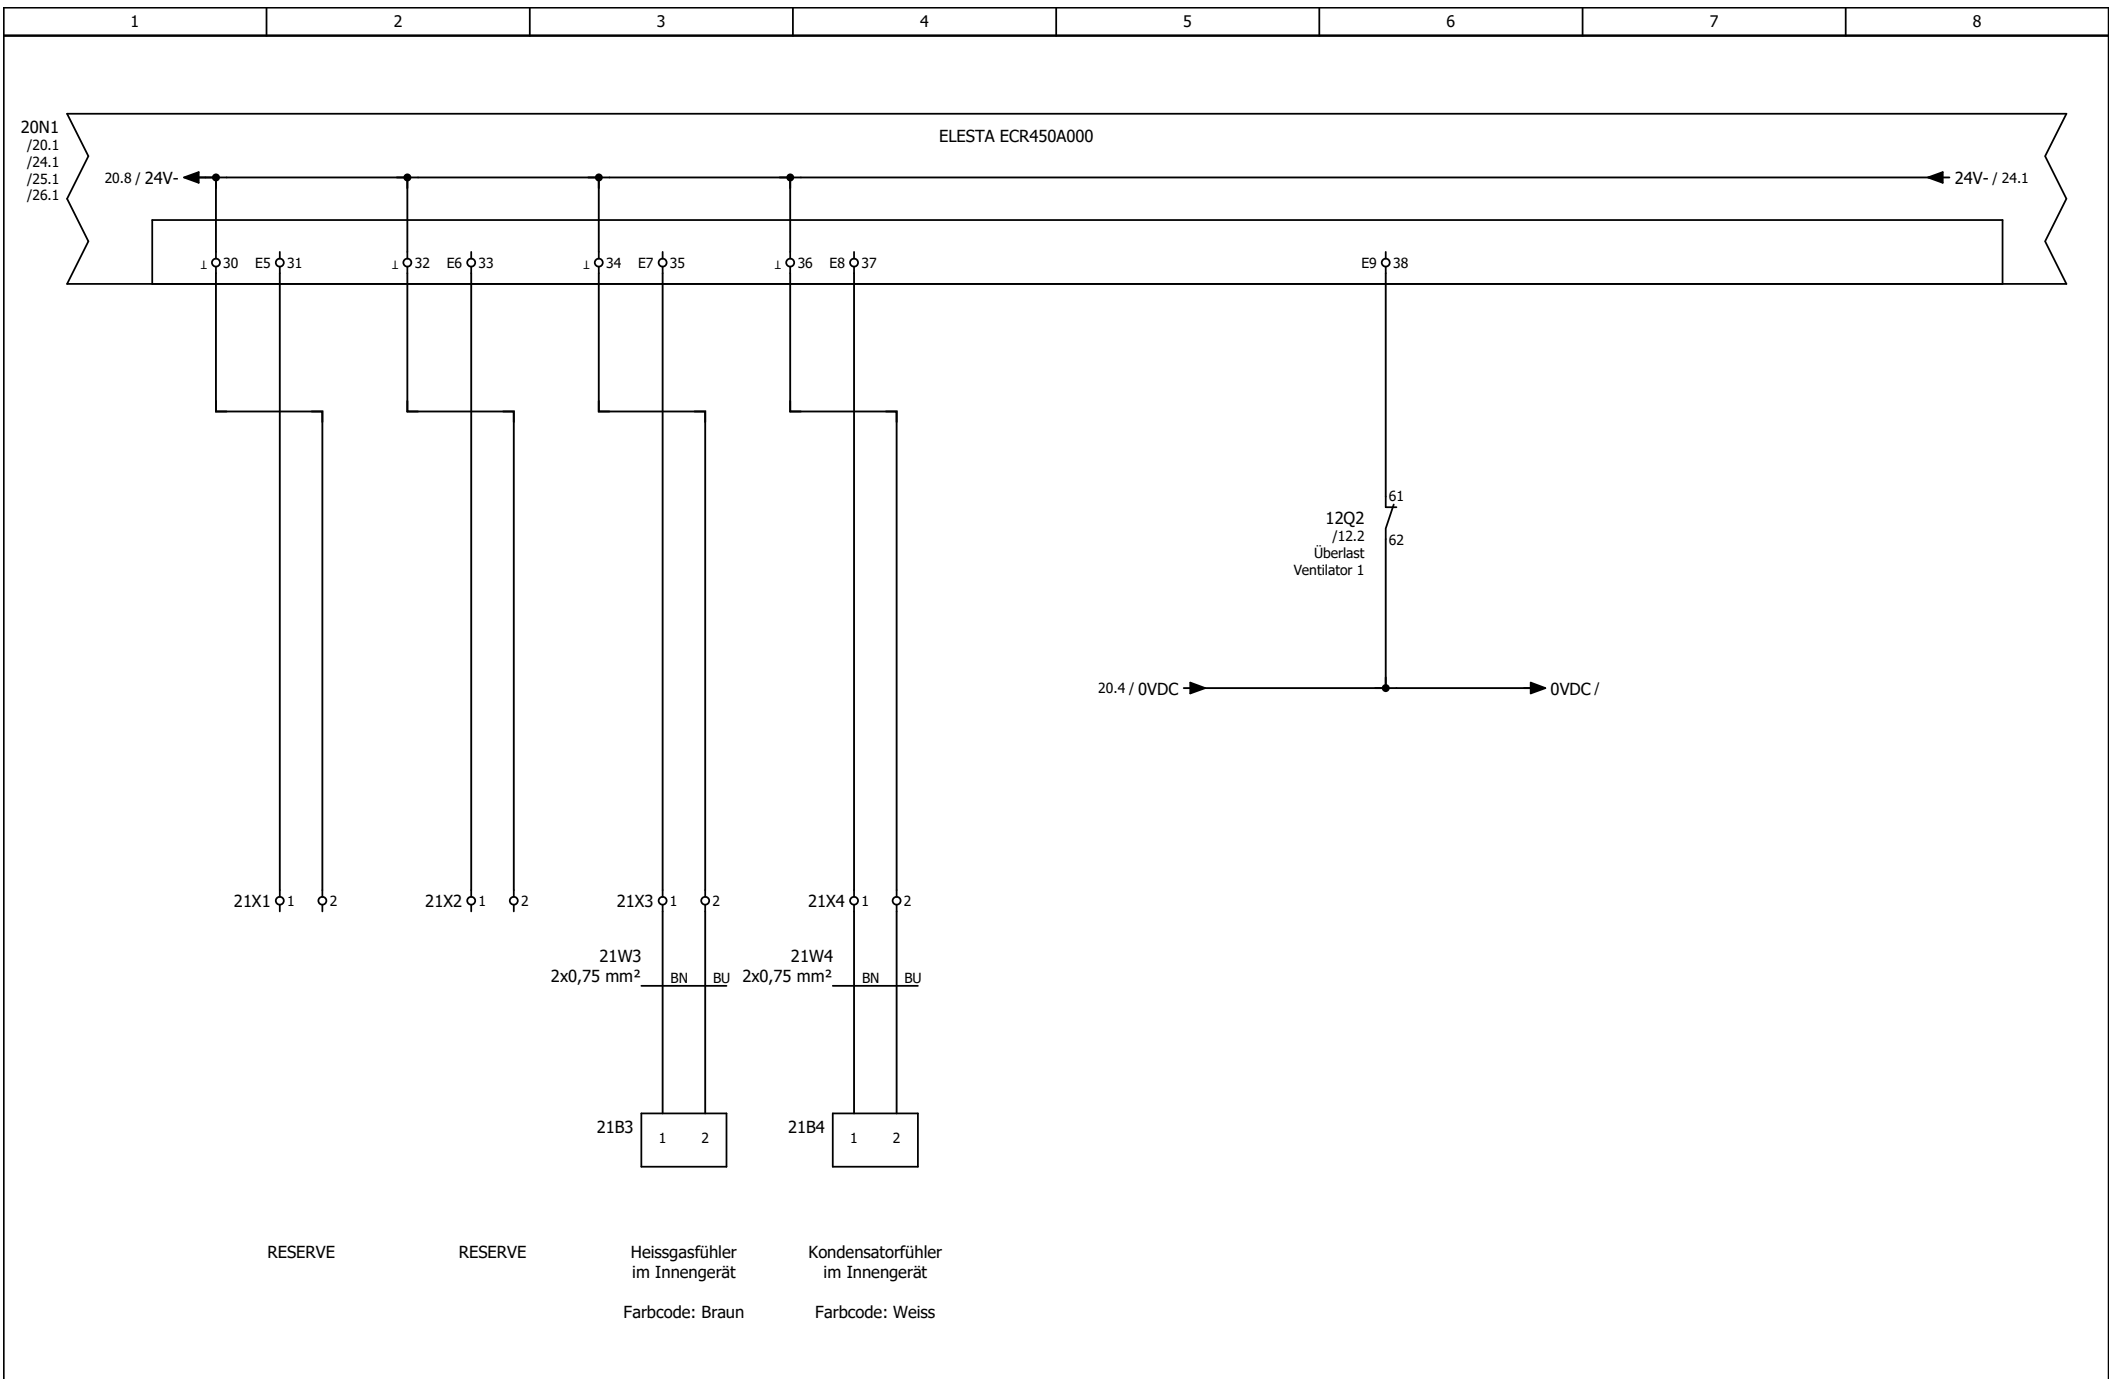 1 2 3 4 5 6 7 8
20N1
/20.1
/24.1
/25.1
/26.1
ELESTA ECR450A000
20.8 / 24V-
24V- / 24.1
⊥ 30 E5 31 ⊥ 32 E6 33 ⊥ 34 E7 35 ⊥ 36 E8 37 E9 38
61
12Q2
/12.2
62
Überlast
Ventilator 1
20.4 / 0VDC
0VDC /
21X1 1 2 21X2 1 2 21X3 1 2 21X4 1 2
21W3
2x0,75 mm² BN BU
21W4
2x0,75 mm² BN BU
21B3 1 2
21B4 1 2
RESERVE
RESERVE
Heissgasfühler
im Innengerät
Farbcode: Braun
Kondensatorfühler
im Innengerät
Farbcode: Weiss